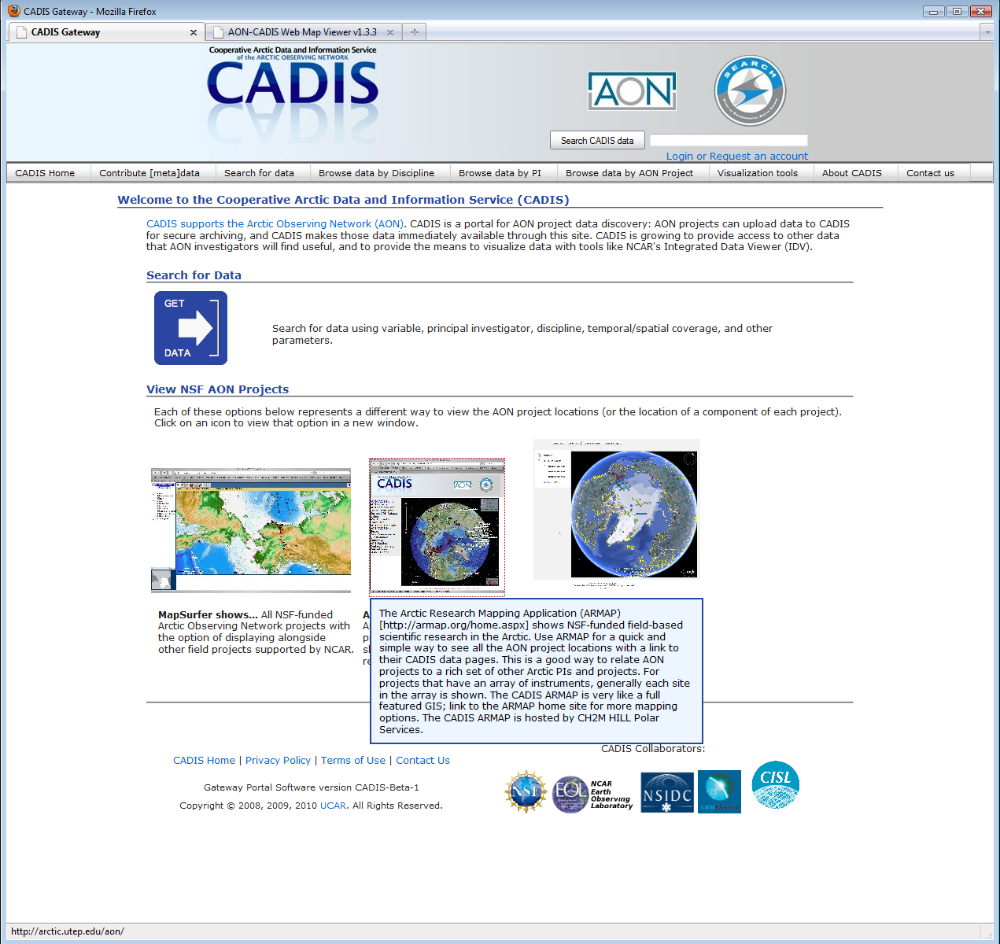 CADIS Gateway - Mozilla Firefox
CADIS Gateway
AON-CADIS Web Map Viewer v1.3.3
Cooperative Arctic Data and Information Service
of the ARCTIC OBSERVING NETWORK
CADIS
AON
SEARCH
Search CADIS data
Login or Request an account
CADIS Home
Contribute [meta]data
Search for data
Browse data by Discipline
Browse data by PI
Browse data by AON Project
Visualization tools
About CADIS
Contact us
Welcome to the Cooperative Arctic Data and Information Service (CADIS)
CADIS supports the Arctic Observing Network (AON). CADIS is a portal for AON project data discovery: AON projects can upload data to CADIS
for secure archiving, and CADIS makes those data immediately available through this site. CADIS is growing to provide access to other data
that AON investigators will find useful, and to provide the means to visualize data with tools like NCAR's Integrated Data Viewer (IDV).
Search for Data
GET
DATA
Search for data using variable, principal investigator, discipline, temporal/spatial coverage, and other
parameters.
View NSF AON Projects
Each of these options below represents a different way to view the AON project locations (or the location of a component of each project).
Click on an icon to view that option in a new window.
CADIS
AON
Google
MapSurfer shows... All NSF-funded
Arctic Observing Network projects with
the option of displaying alongside
other field projects supported by NCAR.
The Arctic Research Mapping Application (ARMAP)
[http://armap.org/home.aspx] shows NSF-funded field-based
scientific research in the Arctic. Use ARMAP for a quick and
simple way to see all the AON project locations with a link to
their CADIS data pages. This is a good way to relate AON
projects to a rich set of other Arctic PIs and projects. For
projects that have an array of instruments, generally each site
in the array is shown. The CADIS ARMAP is very like a full
featured GIS; link to the ARMAP home site for more mapping
options. The CADIS ARMAP is hosted by CH2M HILL Polar
Services.
CADIS Collaborators:
CADIS Home | Privacy Policy | Terms of Use | Contact Us
Gateway Portal Software version CADIS-Beta-1
Copyright © 2008, 2009, 2010 UCAR. All Rights Reserved.
NSF
EOL
NCAR
Earth
Observing
Laboratory
NSIDC
unidata
CISL
http://arctic.utep.edu/aon/